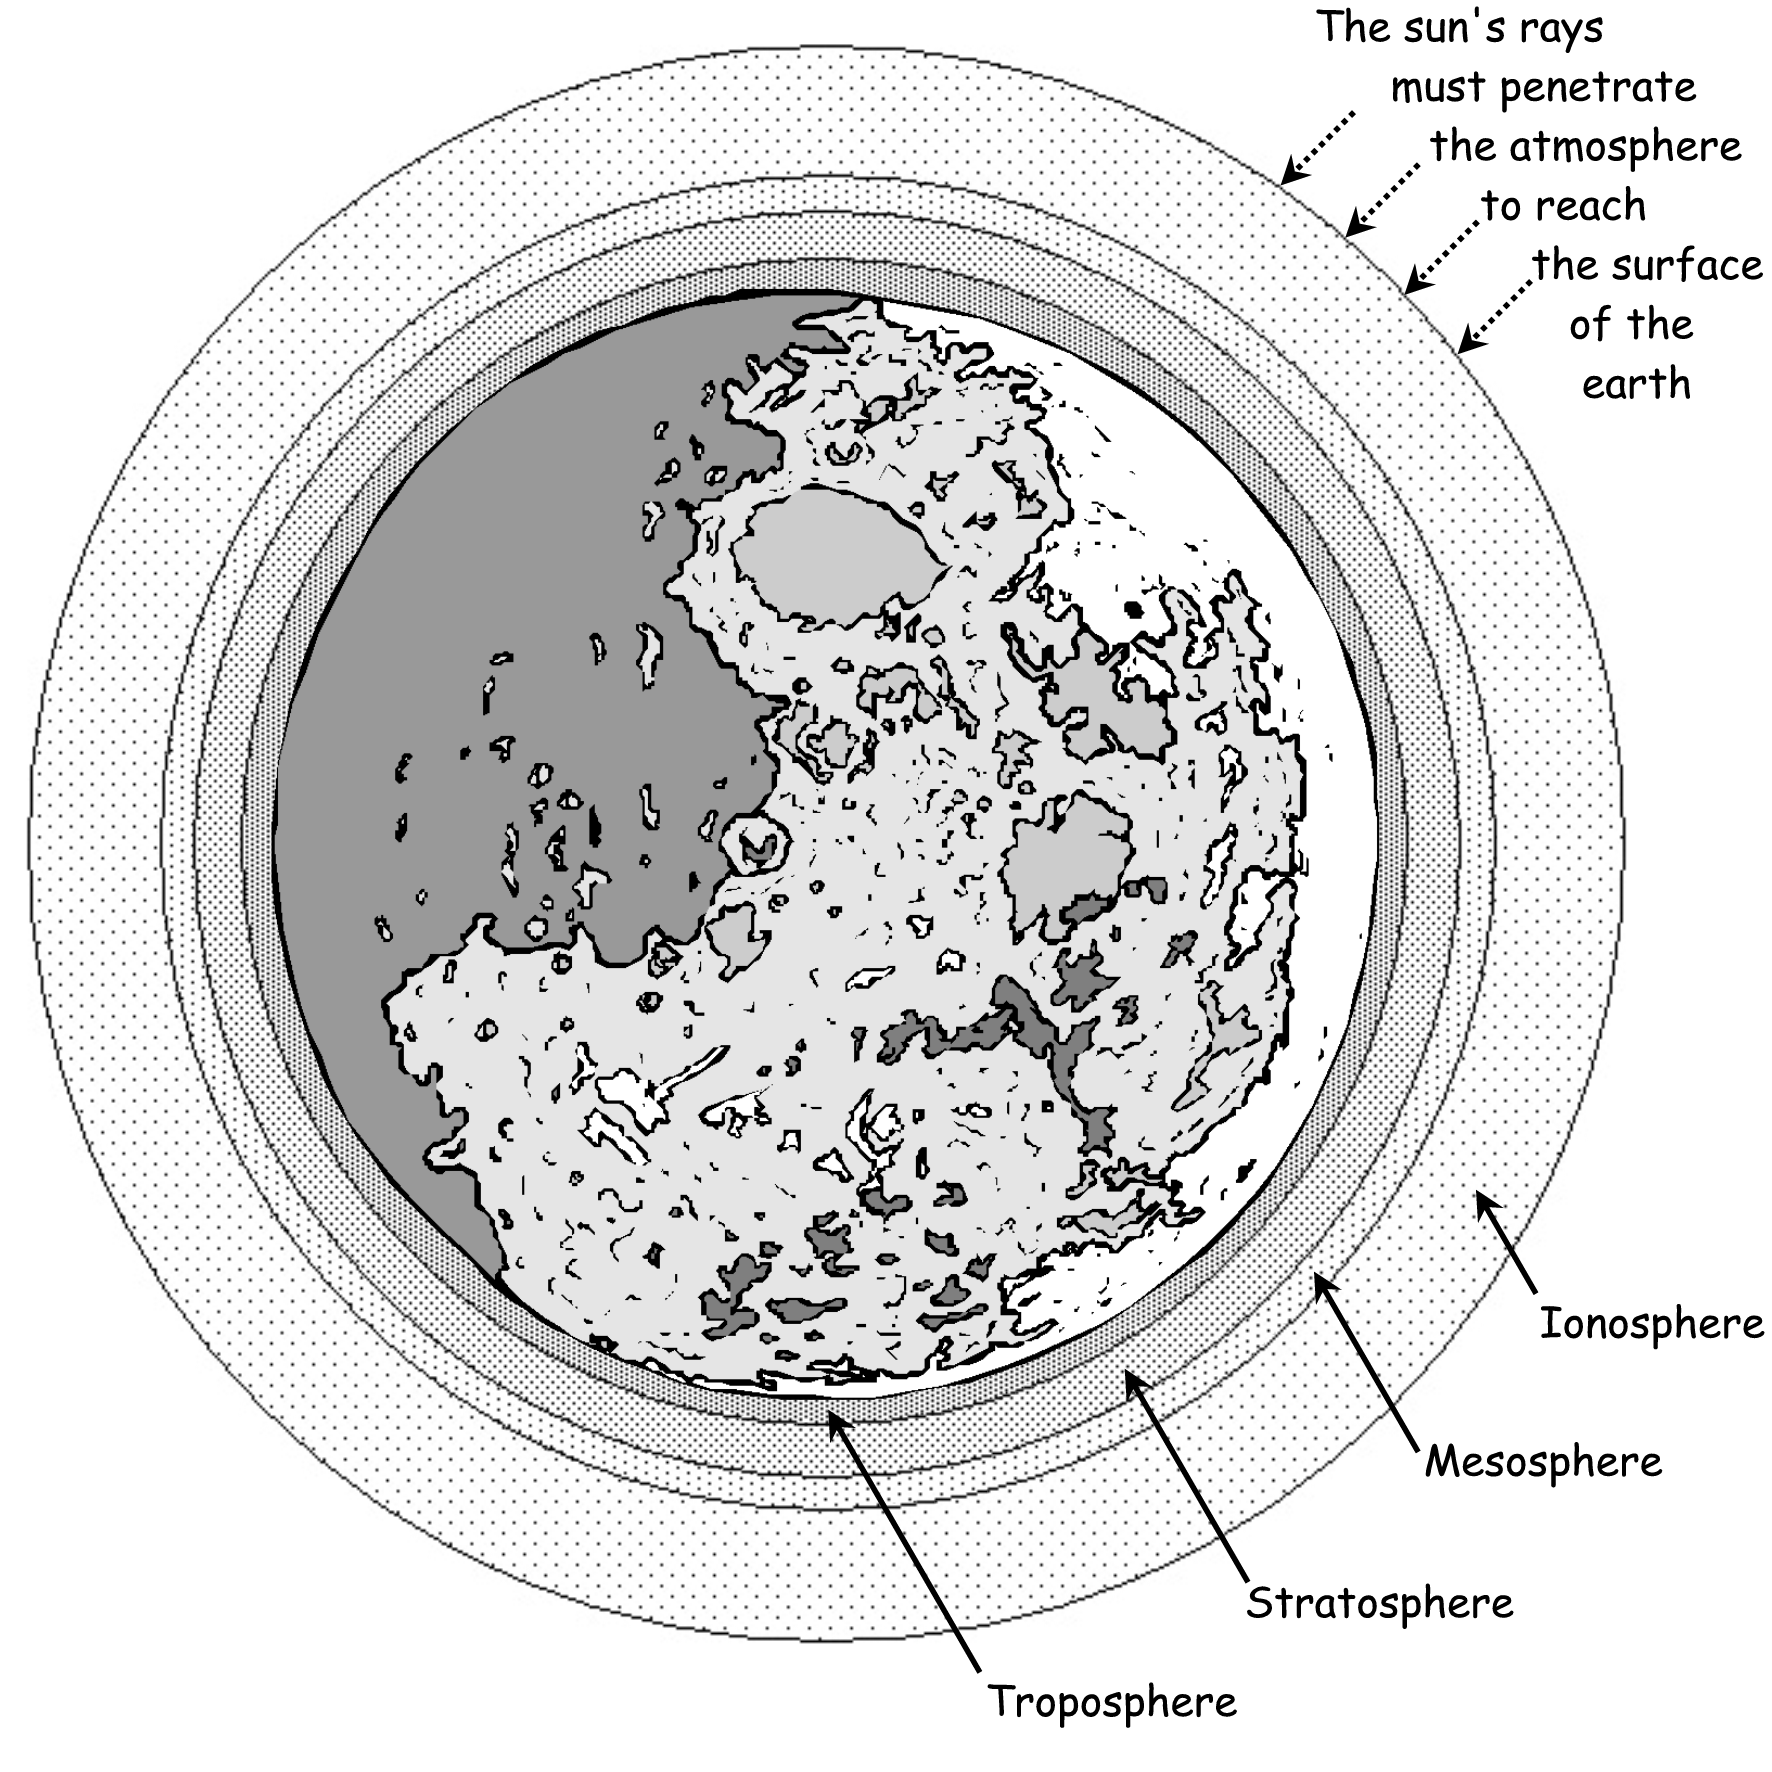 The sun's rays
must penetrate
the atmosphere
to reach
the surface
of the
earth
Ionosphere
Mesosphere
Stratosphere
Troposphere